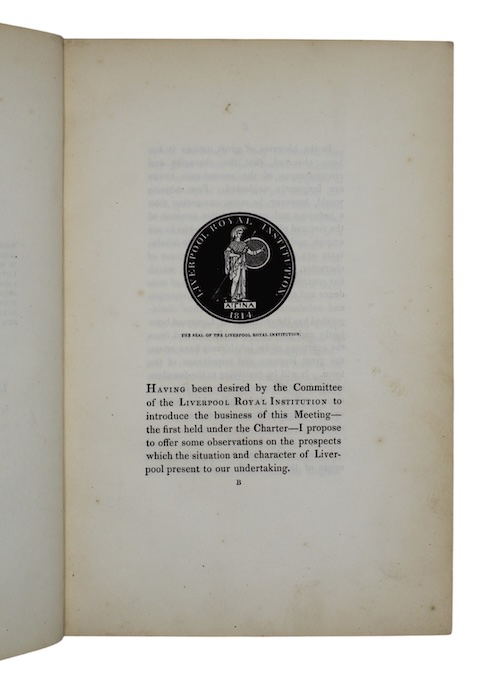 LIVERPOOL ROYAL INSTITUTION.
1814
THE SEAL OF THE LIVERPOOL ROYAL INSTITUTION.
HAVING been desired by the Committee
of the LIVERPOOL ROYAL INSTITUTION to
introduce the business of this Meeting—
the first held under the Charter—I propose
to offer some observations on the prospects
which the situation and character of Liver-
pool present to our undertaking.
B